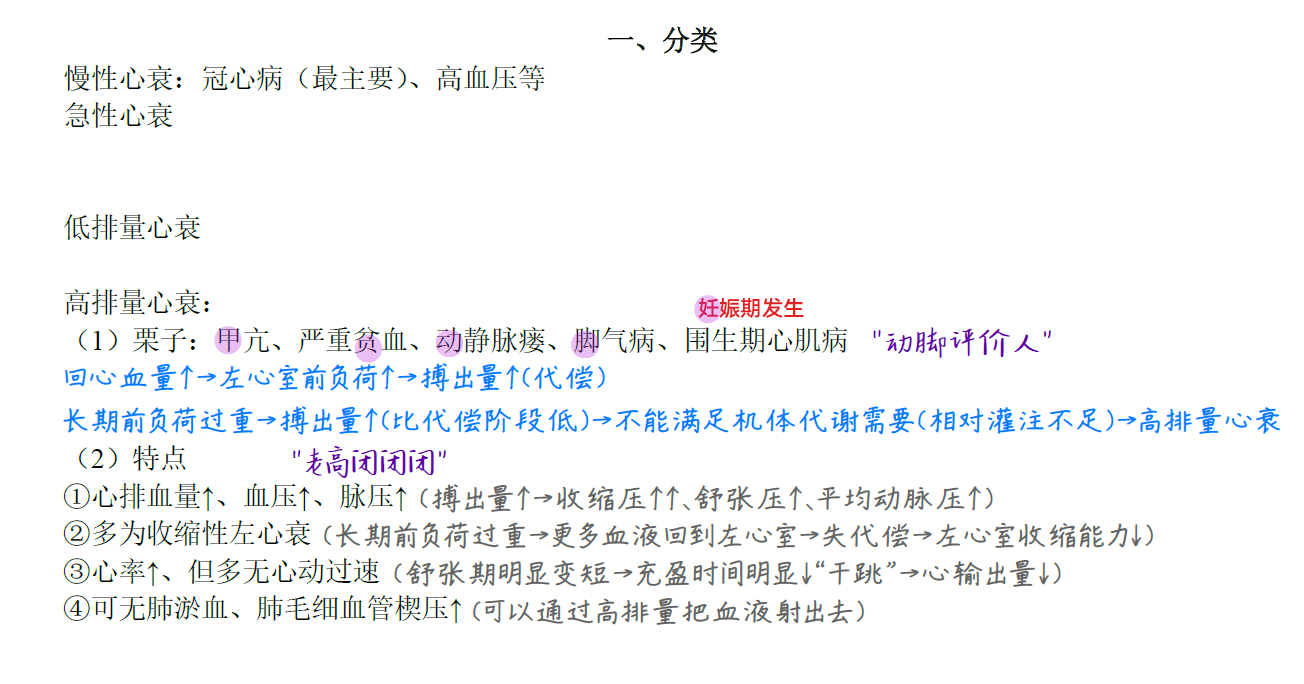 一、分类
慢性心衰：冠心病（最主要）、高血压等
急性心衰
低排量心衰
高排量心衰：
妊娠期发生
（1）栗子：甲亢、严重贫血、动静脉瘘、脚气病、围生期心肌病 "动脚评价人"
回心血量↑→左心室前负荷↑→搏出量↑(代偿)
长期前负荷过重→搏出量↑(比代偿阶段低)→不能满足机体代谢需要(相对灌注不足)→高排量心衰
（2）特点 "老高闭闭闭"
①心排血量↑、血压↑、脉压↑（搏出量↑→收缩压↑↑、舒张压↑、平均动脉压↑）
②多为收缩性左心衰（长期前负荷过重→更多血液回到左心室→失代偿→左心室收缩能力↓）
③心率↑、但多无心动过速（舒张期明显变短→充盈时间明显↓“干跳”→心输出量↓）
④可无肺淤血、肺毛细血管楔压↑（可以通过高排量把血液射出去）